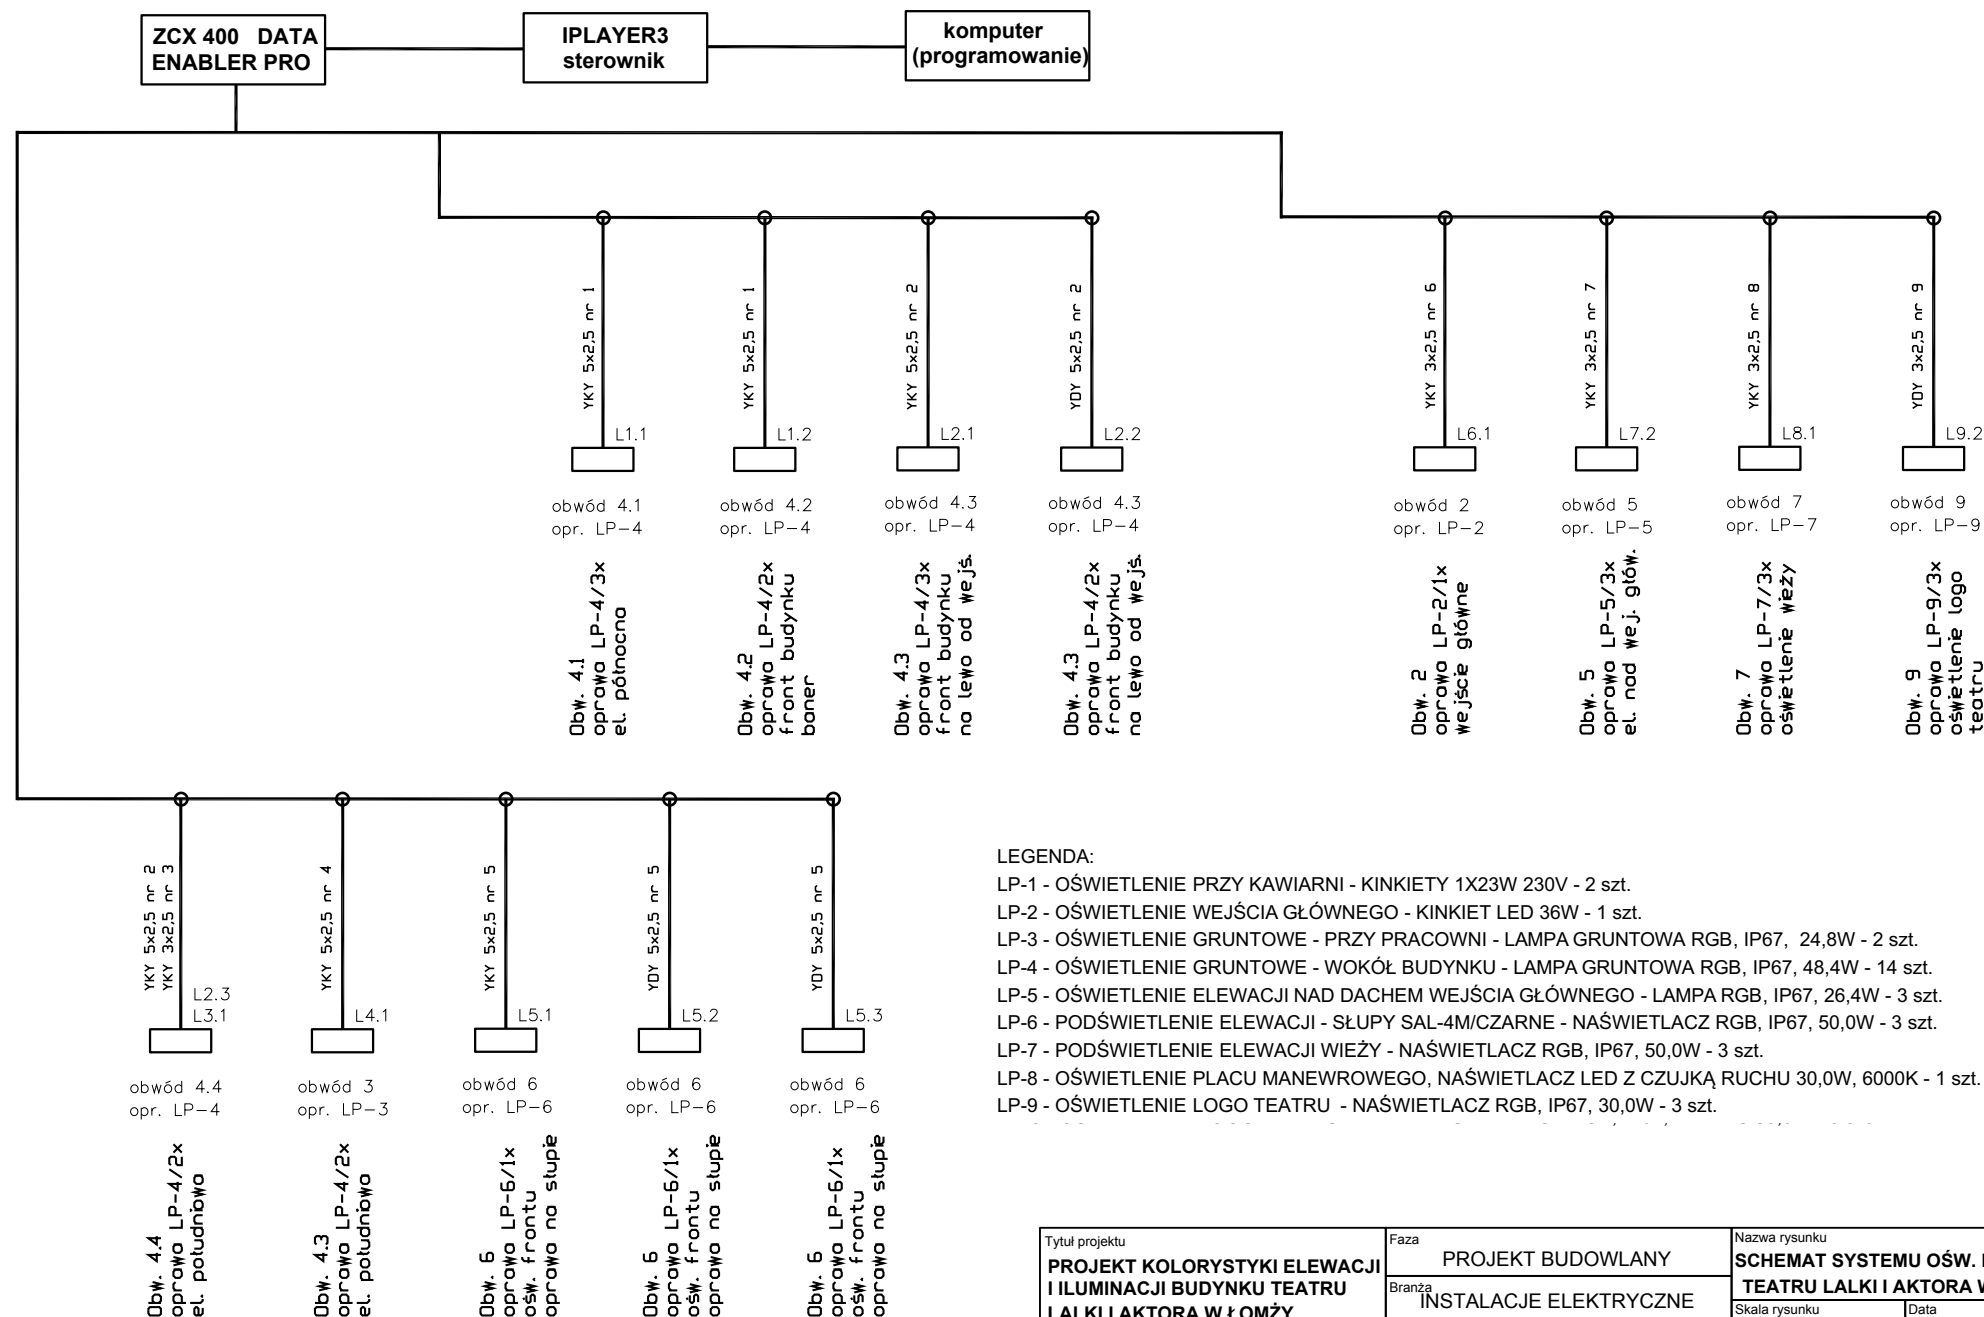 ZCX 400 DATA
ENABLER PRO
IPLAYER3
sterownik
komputer
(programowanie)
YKY 5x2,5 nr 1
L1.1
obwód 4.1
opr. LP-4
Obw. 4.1
oprawa LP-4/3x
el. północna
YKY 5x2,5 nr 1
L1.2
obwód 4.2
opr. LP-4
Obw. 4.2
oprawa LP-4/2x
front budynku
baner
YKY 5x2,5 nr 2
L2.1
obwód 4.3
opr. LP-4
Obw. 4.3
oprawa LP-4/3x
front budynku
na lewo od wejś.
YDY 5x2,5 nr 2
L2.2
obwód 4.3
opr. LP-4
Obw. 4.3
oprawa LP-4/2x
front budynku
na lewo od wejś.
YKY 3x2,5 nr 6
L6.1
obwód 2
opr. LP-2
Obw. 2
oprawa LP-2/1x
wejście główne
YKY 3x2,5 nr 7
L7.2
obwód 5
opr. LP-5
Obw. 5
oprawa LP-5/3x
el. nad wej. głów.
YKY 3x2,5 nr 8
L8.1
obwód 7
opr. LP-7
Obw. 7
oprawa LP-7/3x
oświetlenie wieży
YDY 3x2,5 nr 9
L9.2
obwód 9
opr. LP-9
Obw. 9
oprawa LP-9/3x
oświetlenie logo
teatru
YKY 5x2,5 nr 2
YKY 3x2,5 nr 3
L2.3
L3.1
obwód 4.4
opr. LP-4
Obw. 4.4
oprawa LP-4/2x
el. południowa
YKY 5x2,5 nr 4
L4.1
obwód 3
opr. LP-3
Obw. 4.3
oprawa LP-4/2x
el. południowa
YKY 5x2,5 nr 5
L5.1
obwód 6
opr. LP-6
Obw. 6
oprawa LP-6/1x
ośw. frontu
oprawa na słupie
YDY 5x2,5 nr 5
L5.2
obwód 6
opr. LP-6
Obw. 6
oprawa LP-6/1x
ośw. frontu
oprawa na słupie
YDY 5x2,5 nr 5
L5.3
obwód 6
opr. LP-6
Obw. 6
oprawa LP-6/1x
ośw. frontu
oprawa na słupie
LEGENDA:
LP-1 - OŚWIETLENIE PRZY KAWIARNI - KINKIETY 1X23W 230V - 2 szt.
LP-2 - OŚWIETLENIE WEJŚCIA GŁÓWNEGO - KINKIET LED 36W - 1 szt.
LP-3 - OŚWIETLENIE GRUNTOWE - PRZY PRACOWNI - LAMPA GRUNTOWA RGB, IP67, 24,8W - 2 szt.
LP-4 - OŚWIETLENIE GRUNTOWE - WOKÓŁ BUDYNKU - LAMPA GRUNTOWA RGB, IP67, 48,4W - 14 szt.
LP-5 - OŚWIETLENIE ELEWACJI NAD DACHEM WEJŚCIA GŁÓWNEGO - LAMPA RGB, IP67, 26,4W - 3 szt.
LP-6 - PODŚWIETLENIE ELEWACJI - SŁUPY SAL-4M/CZARNE - NAŚWIETLACZ RGB, IP67, 50,0W - 3 szt.
LP-7 - PODŚWIETLENIE ELEWACJI WIEŻY - NAŚWIETLACZ RGB, IP67, 50,0W - 3 szt.
LP-8 - OŚWIETLENIE PLACU MANEWROWEGO, NAŚWIETLACZ LED Z CZUJKĄ RUCHU 30,0W, 6000K - 1 szt.
LP-9 - OŚWIETLENIE LOGO TEATRU - NAŚWIETLACZ RGB, IP67, 30,0W - 3 szt.
Tytuł projektu
PROJEKT KOLORYSTYKI ELEWACJI
I ILUMINACJI BUDYNKU TEATRU
LALKI I AKTORA W ŁOMŻY
Faza
PROJEKT BUDOWLANY
Branża
INSTALACJE ELEKTRYCZNE
Nazwa rysunku
SCHEMAT SYSTEMU OŚW.
TEATRU LALKI I AKTORA W
Skala rysunku
Data